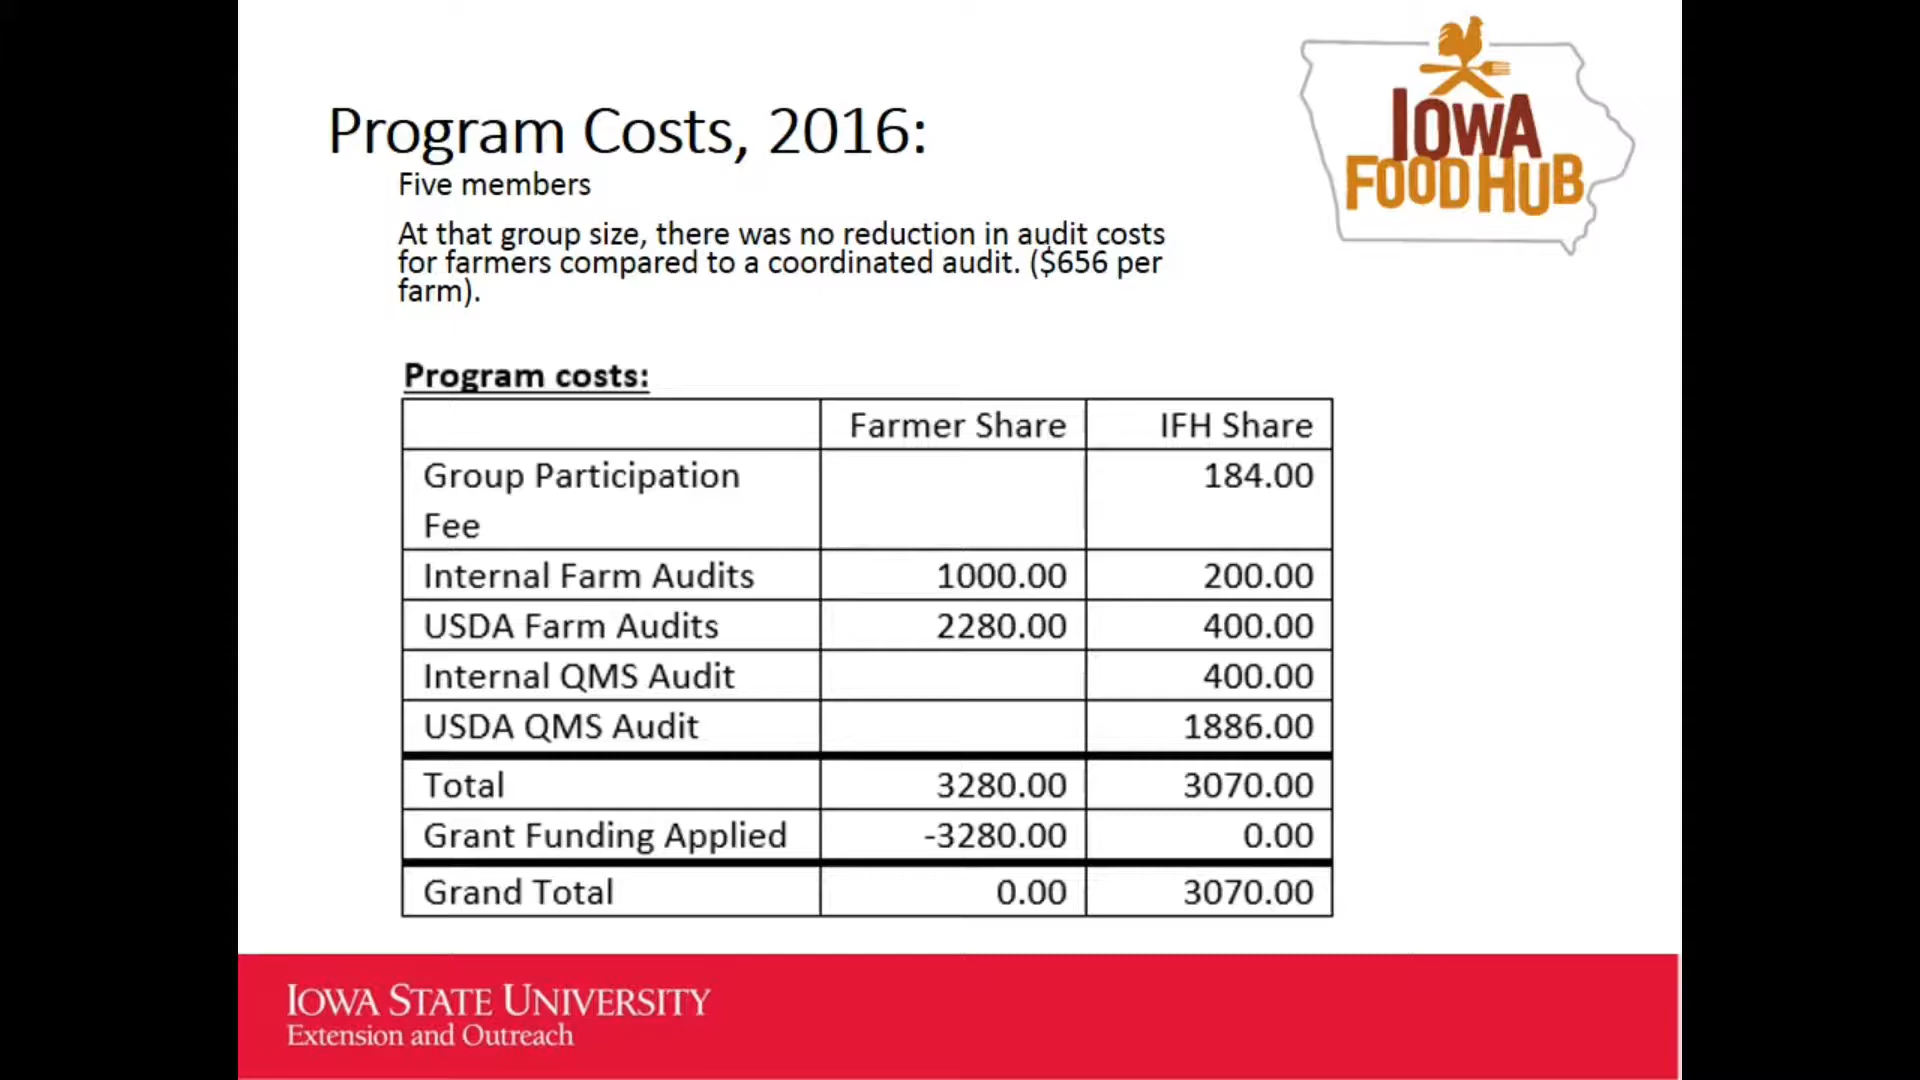 Program Costs, 2016:
IOWA
FOOD HUB
Five members
At that group size, there was no reduction in audit costs
for farmers compared to a coordinated audit. ($656 per
farm).
Program costs:
Farmer Share IFH Share
Group Participation 184.00
Fee
Internal Farm Audits 1000.00 200.00
USDA Farm Audits 2280.00 400.00
Internal QMS Audit 400.00
USDA QMS Audit 1886.00
Total 3280.00 3070.00
Grant Funding Applied -3280.00 0.00
Grand Total 0.00 3070.00
IOWA STATE UNIVERSITY
Extension and Outreach